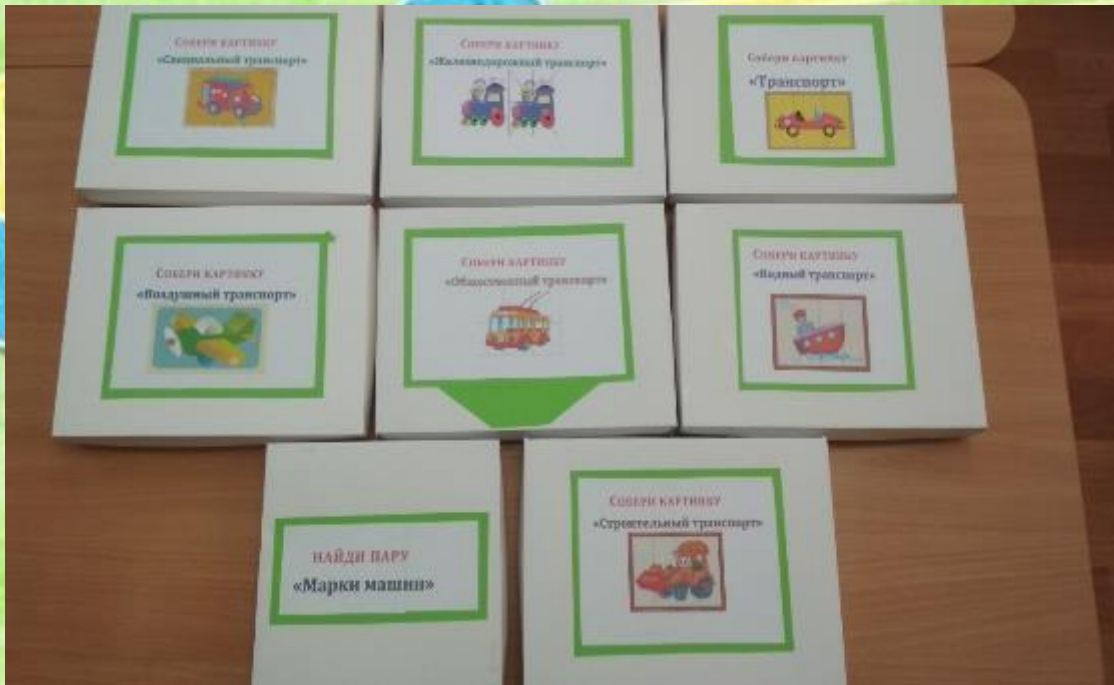 СОБЕРИ КАРТИНКУ
«Специальный транспорт»
СОБЕРИ КАРТИНКУ
«Железнодорожный транспорт»
Собери картинку
«Транспорт»
СОБЕРИ КАРТИНКУ
«Воздушный транспорт»
СОБЕРИ КАРТИНКУ
«Общественный транспорт»
СОБЕРИ КАРТИНКУ
«Водный транспорт»
НАЙДИ ПАРУ
«Марки машин»
СОБЕРИ КАРТИНКУ
«Строительный транспорт»